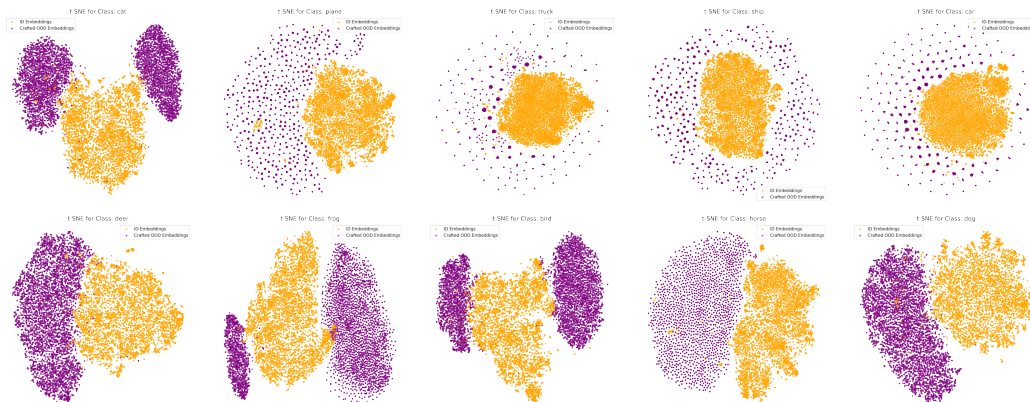 t SNE for Class: cat
ID Embeddings
Crafted OOD Embeddings
t SNE for Class: plane
ID Embeddings
Crafted OOD Embeddings
t SNE for Class: truck
ID Embeddings
Crafted OOD Embeddings
t SNE for Class: ship
ID Embeddings
Crafted OOD Embeddings
t SNE for Class: car
ID Embeddings
Crafted OOD Embeddings
t SNE for Class: deer
ID Embeddings
Crafted OOD Embeddings
t SNE for Class: frog
ID Embeddings
Crafted OOD Embeddings
t SNE for Class: bird
ID Embeddings
Crafted OOD Embeddings
t SNE for Class: horse
ID Embeddings
Crafted OOD Embeddings
t SNE for Class: dog
ID Embeddings
Crafted OOD Embeddings